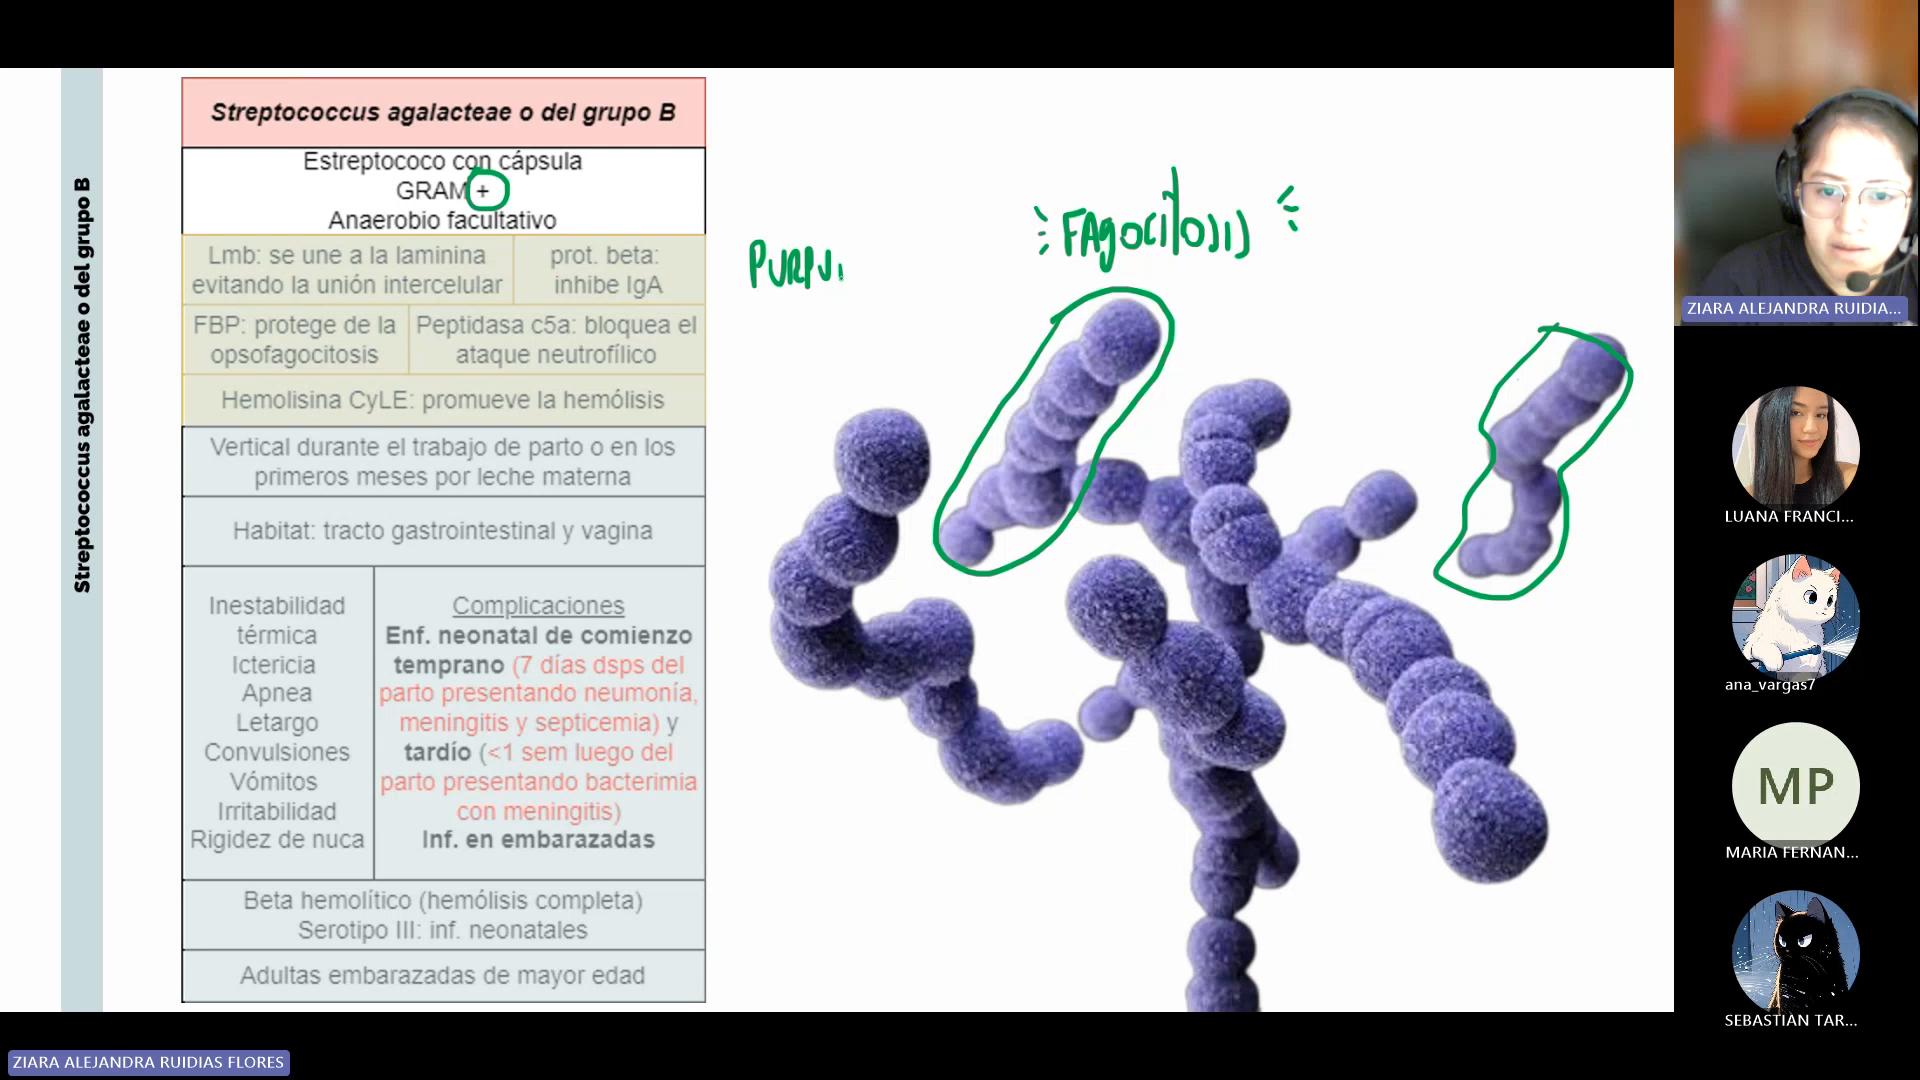 Streptococcus agalacteae o del grupo B
Streptococcus agalacteae o del grupo B
Estreptococo con cápsula
GRAM +
Anaerobio facultativo
Lmb: se une a la laminina
evitando la unión intercelular
prot. beta:
inhibe IgA
FBP: protege de la
opsofagocitosis
Peptidasa c5a: bloquea el
ataque neutrofílico
Hemolisina CyLE: promueve la hemólisis
Vertical durante el trabajo de parto o en los
primeros meses por leche materna
Habitat: tracto gastrointestinal y vagina
Inestabilidad
térmica
Ictericia
Apnea
Letargo
Convulsiones
Vómitos
Irritabilidad
Rigidez de nuca
Complicaciones
Enf. neonatal de comienzo
temprano (7 días dsps del
parto presentando neumonía,
meningitis y septicemia) y
tardío (<1 sem luego del
parto presentando bacterimia
con meningitis)
Inf. en embarazadas
Beta hemolítico (hemólisis completa)
Serotipo III: inf. neonatales
Adultas embarazadas de mayor edad
FAgOCITOSIS
PURPU
ZIARA ALEJANDRA RUIDIA...
LUANA FRANCI...
ana_vargas7
MP
MARIA FERNAN...
SEBASTIAN TAR...
ZIARA ALEJANDRA RUIDIAS FLORES